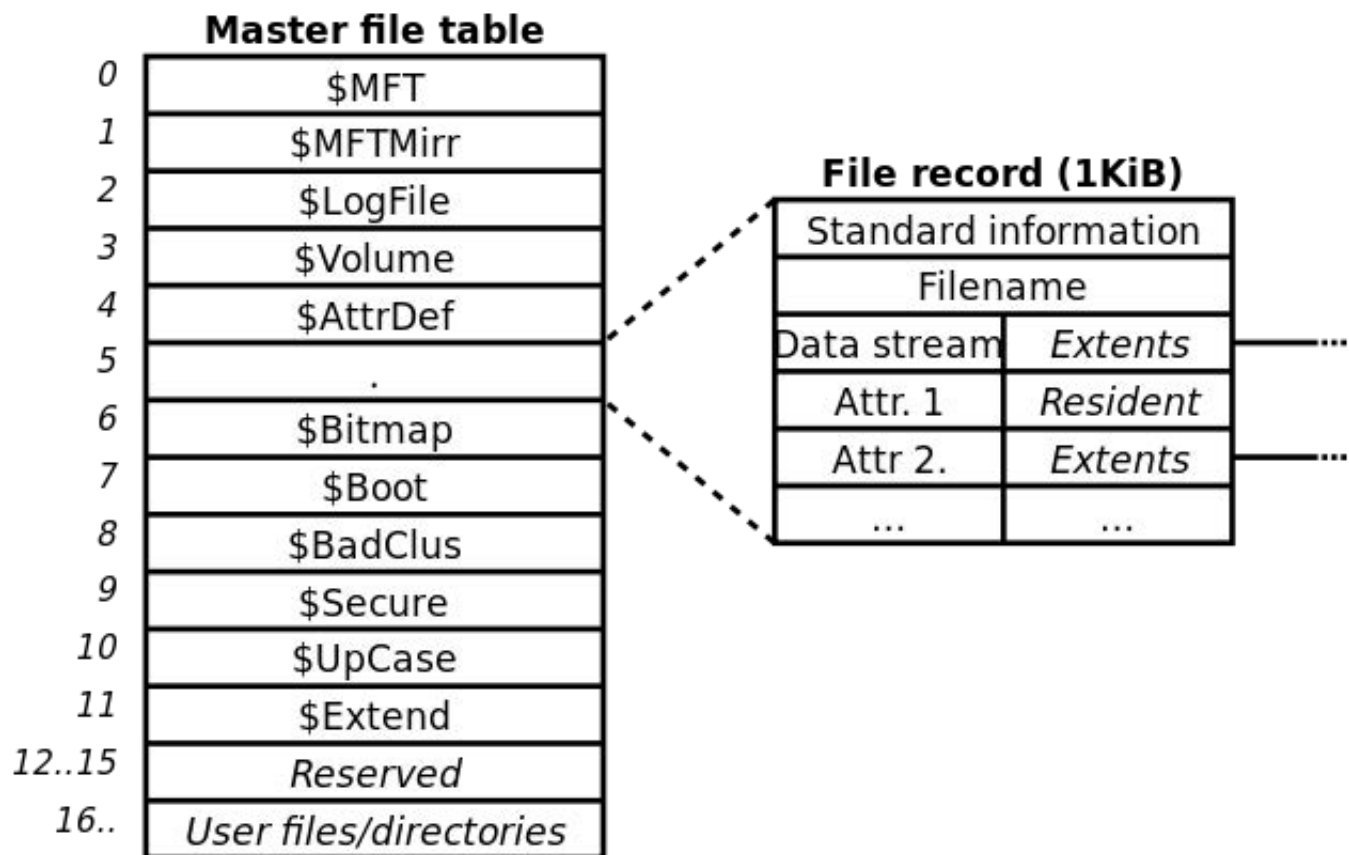 Master file table
0 $MFT
1 $MFTMirr
2 $LogFile
3 $Volume
4 $AttrDef
5 .
6 $Bitmap
7 $Boot
8 $BadClus
9 $Secure
10 $UpCase
11 $Extend
12..15 Reserved
16.. User files/directories
File record (1KiB)
Standard information
Filename
Data stream Extents
Attr. 1 Resident
Attr 2. Extents
... ...